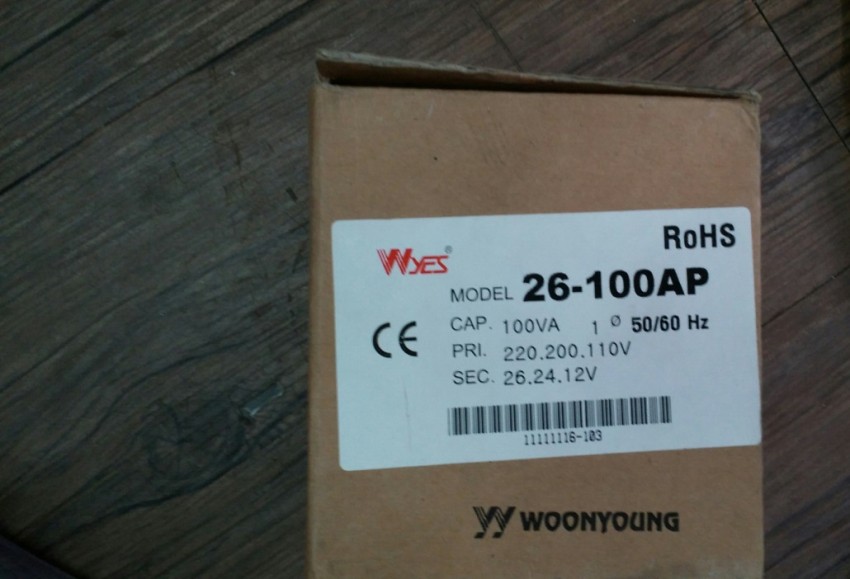 RoHS
WYES®
MODEL 26-100AP
CAP. 100VA 1 Ø 50/60 Hz
CE
PRI. 220.200.110V
SEC. 26.24.12V
11111116-103
WOONYOUNG